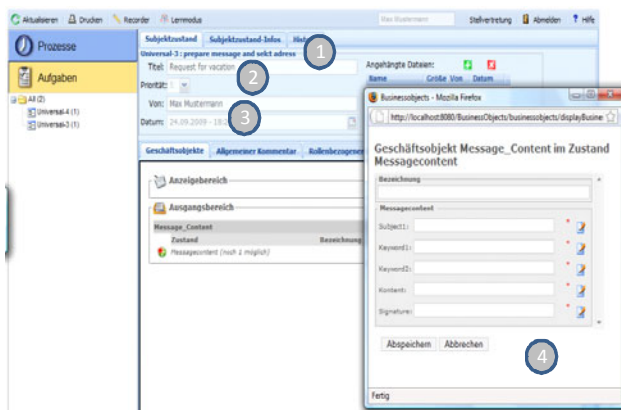 Aktualisieren Drucken Recorder Lernmodus Max Mustermann Stellvertretung Abmelden ? Hilfe
Prozesse
Aufgaben
All (2)
Universal-4 (1)
Universal-3 (1)
Subjektzustand Subjektzustand-Infos
1
Universal-3 : prepare message and selct adress
Titel: Request for vacation
2
Priorität:
Von: Max Mustermann
3
Datum: 24.09.2009 - 18:
Angehängte Dateien:
Name Größe Von Datum
Geschäftsobjekte Allgemeiner Kommentar
Anzeigebereich
Ausgangsbereich
Message_Content
Zustand Bezeichnung
Messagecontent (noch 1 möglich)
Businessobjects - Mozilla Firefox
http://localhost:8080/BusinessObjects/businessobjects/displayBusine
Geschäftsobjekt Message_Content im Zustand
Messagecontent
Bezeichnung
Messagecontent
Subject1: *
Keyword1: *
Keyword2: *
Kontent: *
Signature: *
Abspeichern Abbrechen
4
Fertig